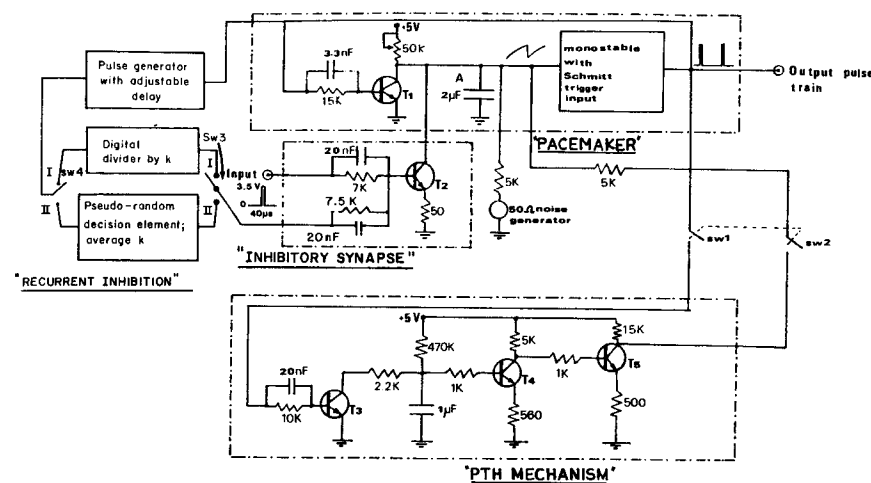 +5V
50k
3.3nF
15K
T1
A
2µF
monostable
with
Schmitt
trigger
input
Output pulse
train
"PACEMAKER"
Pulse generator
with adjustable
delay
Digital
divider by k
Sw3
I
I
sw4
II
II
Pseudo-random
decision element;
average k
"RECURRENT INHIBITION"
Input
3.5V
0
40µs
20nF
7K
7.5K
20nF
T2
50
"INHIBITORY SYNAPSE"
5K
50Ω noise
generator
5K
sw1
sw2
+5V
470K
5K
15K
20nF
10K
T3
2.2K
1µF
1K
T4
560
1K
T5
500
"PTH MECHANISM"